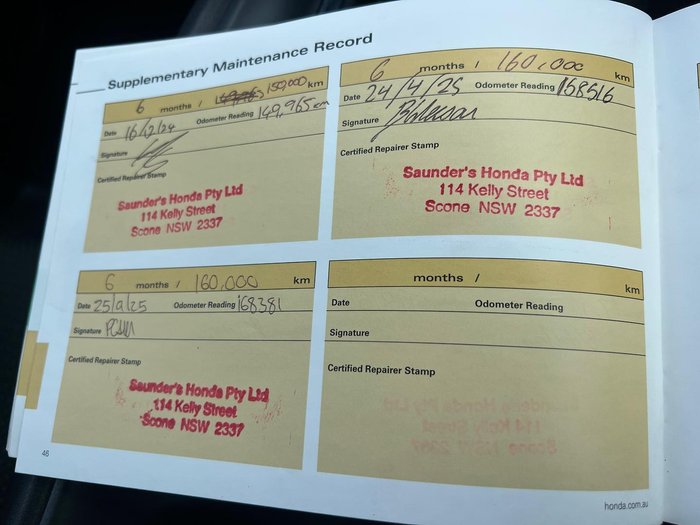 Supplementary Maintenance Record
6 months / 150,000 km
Date 16/12/24 Odometer Reading 149,965 km
Signature
Certified Repairer Stamp
Saunder's Honda Pty Ltd
114 Kelly Street
Scone NSW 2337
6 months / 160,000 km
Date 24/4/25 Odometer Reading 158516
Signature
Certified Repairer Stamp
Saunder's Honda Pty Ltd
114 Kelly Street
Scone NSW 2337
6 months / 160,000 km
Date 25/9/25 Odometer Reading 168381
Signature
Certified Repairer Stamp
Saunder's Honda Pty Ltd
114 Kelly Street
Scone NSW 2337
months / km
Date Odometer Reading
Signature
Certified Repairer Stamp
46
honda.com.au